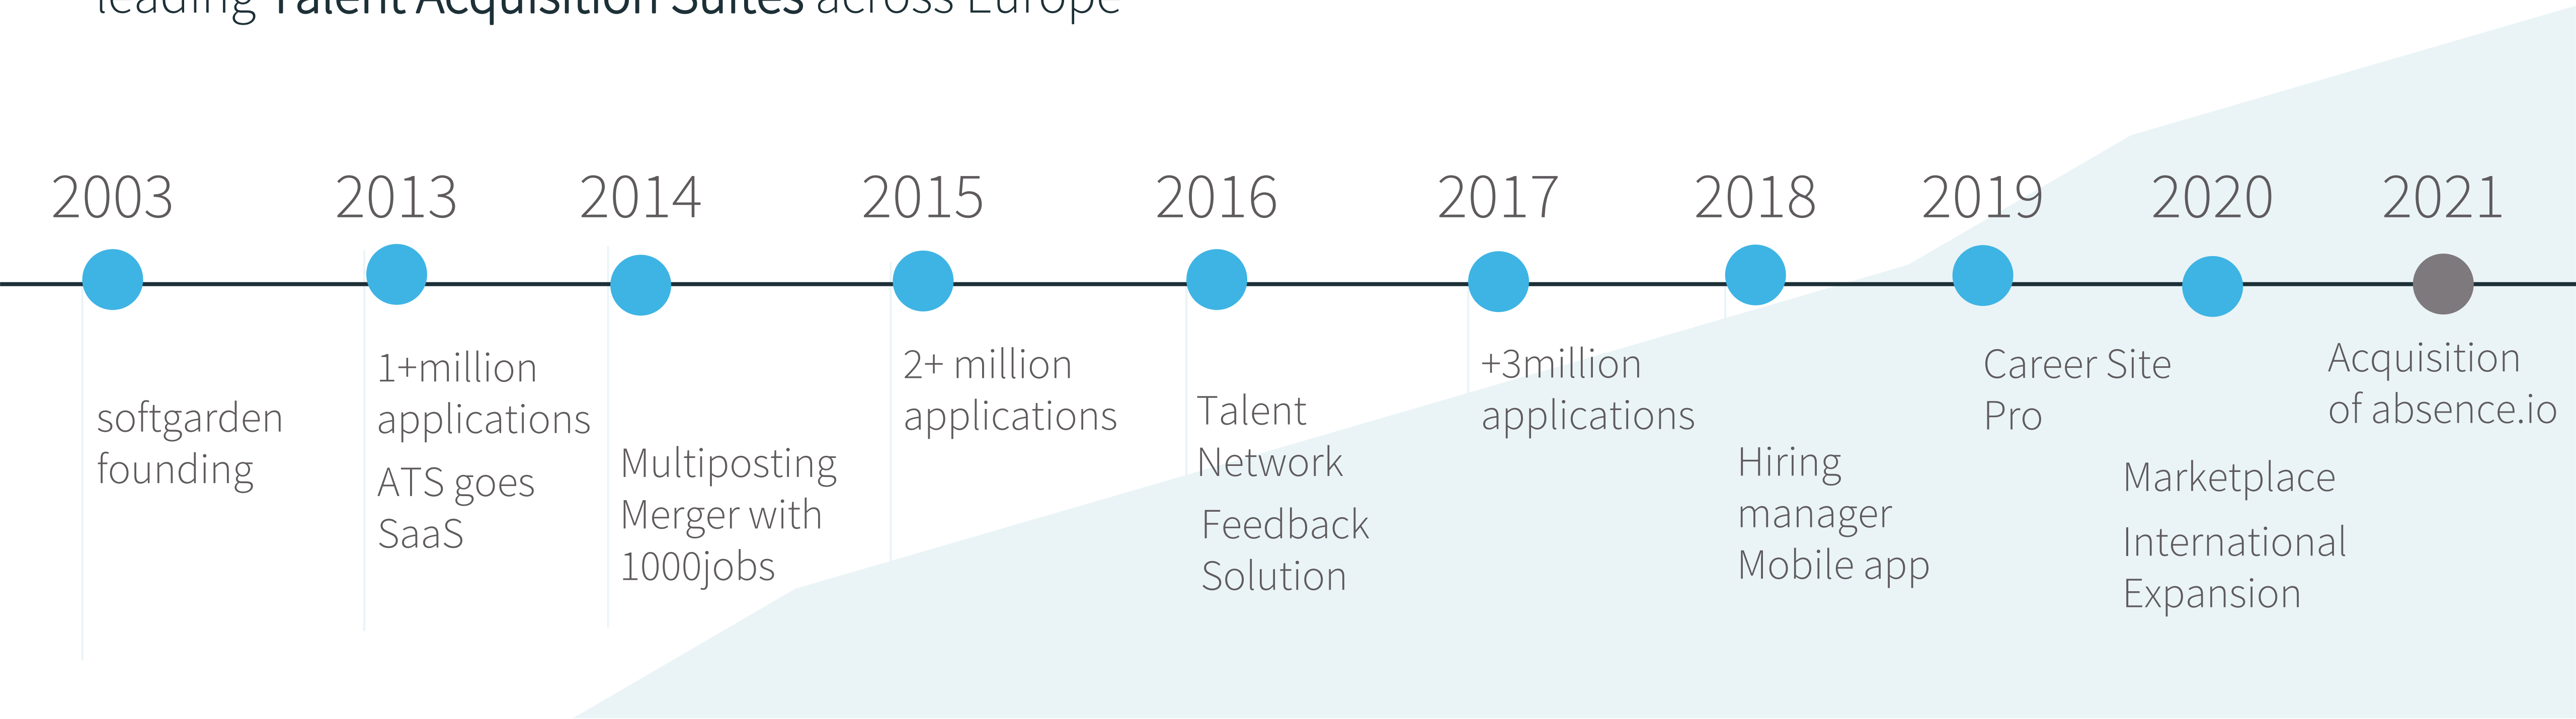 leading Talent Acquisition Suites across Europe
2003
2013
2014
2015
2016
2017
2018
2019
2020
2021
softgarden
founding
1+million
applications
ATS goes
SaaS
Multiposting
Merger with
1000jobs
2+ million
applications
Talent
Network
Feedback
Solution
+3million
applications
Hiring
manager
Mobile app
Career Site
Pro
Marketplace
International
Expansion
Acquisition
of absence.io